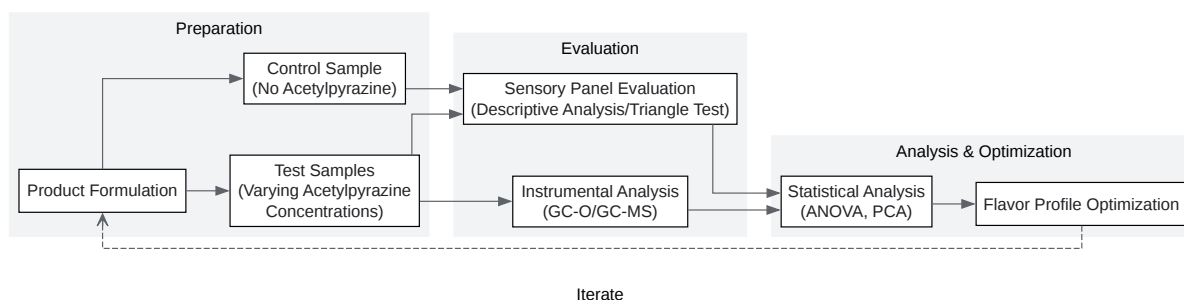 Preparation
Control Sample
(No Acetylpyrazine)
Product Formulation
Test Samples
(Varying Acetylpyrazine
Concentrations)
Evaluation
Sensory Panel Evaluation
(Descriptive Analysis/Triangle Test)
Instrumental Analysis
(GC-O/GC-MS)
Analysis & Optimization
Statistical Analysis
(ANOVA, PCA)
Flavor Profile Optimization
Iterate